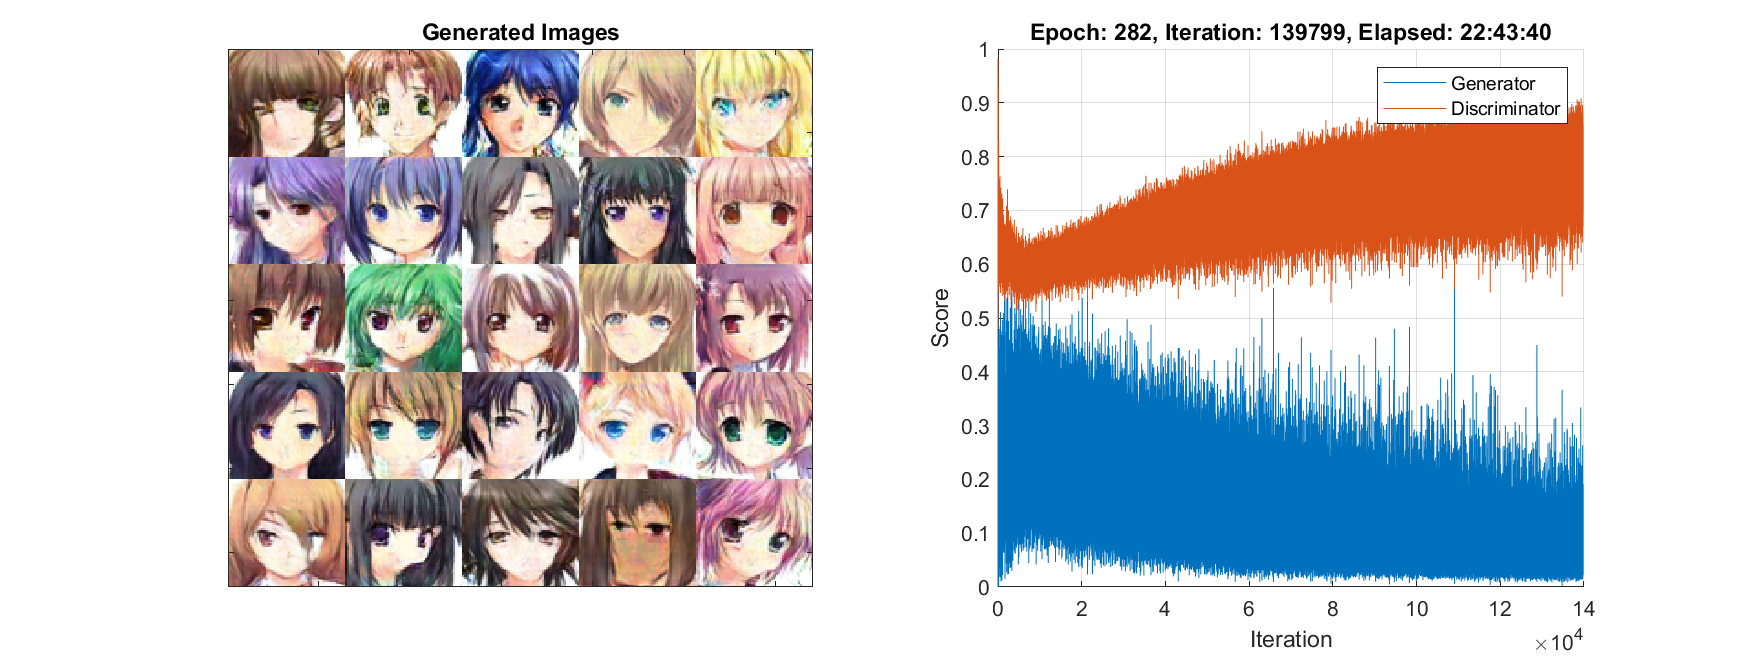 Generated Images
Epoch: 282, Iteration: 139799, Elapsed: 22:43:40
Generator
Discriminator
Score
1
0.9
0.8
0.7
0.6
0.5
0.4
0.3
0.2
0.1
0
0 2 4 6 8 10 12 14
Iteration
×10^4